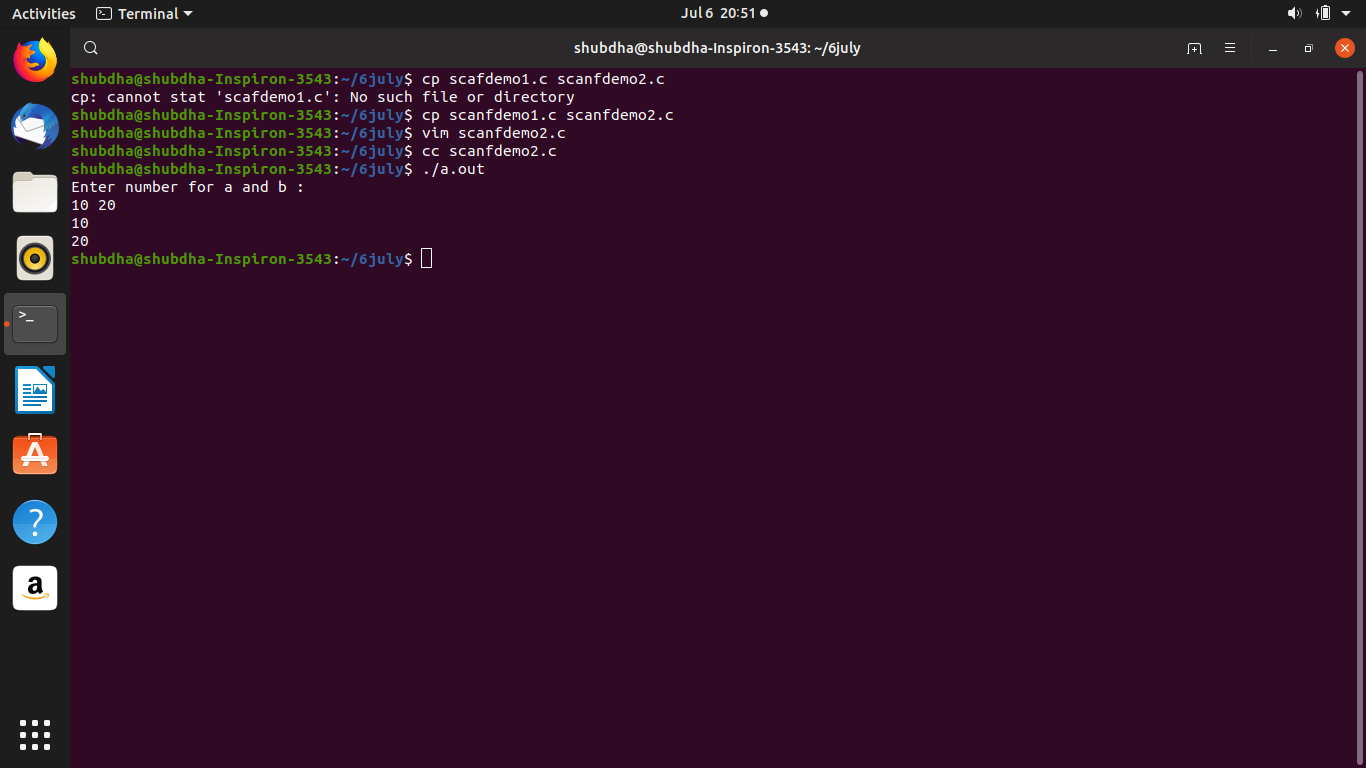 Activities Terminal Jul 6 20:51
shubdha@shubdha-Inspiron-3543: ~/6july
shubdha@shubdha-Inspiron-3543:~/6july$ cp scafdemo1.c scanfdemo2.c
cp: cannot stat 'scafdemo1.c': No such file or directory
shubdha@shubdha-Inspiron-3543:~/6july$ cp scanfdemo1.c scanfdemo2.c
shubdha@shubdha-Inspiron-3543:~/6july$ vim scanfdemo2.c
shubdha@shubdha-Inspiron-3543:~/6july$ cc scanfdemo2.c
shubdha@shubdha-Inspiron-3543:~/6july$ ./a.out
Enter number for a and b :
10 20
10
20
shubdha@shubdha-Inspiron-3543:~/6july$